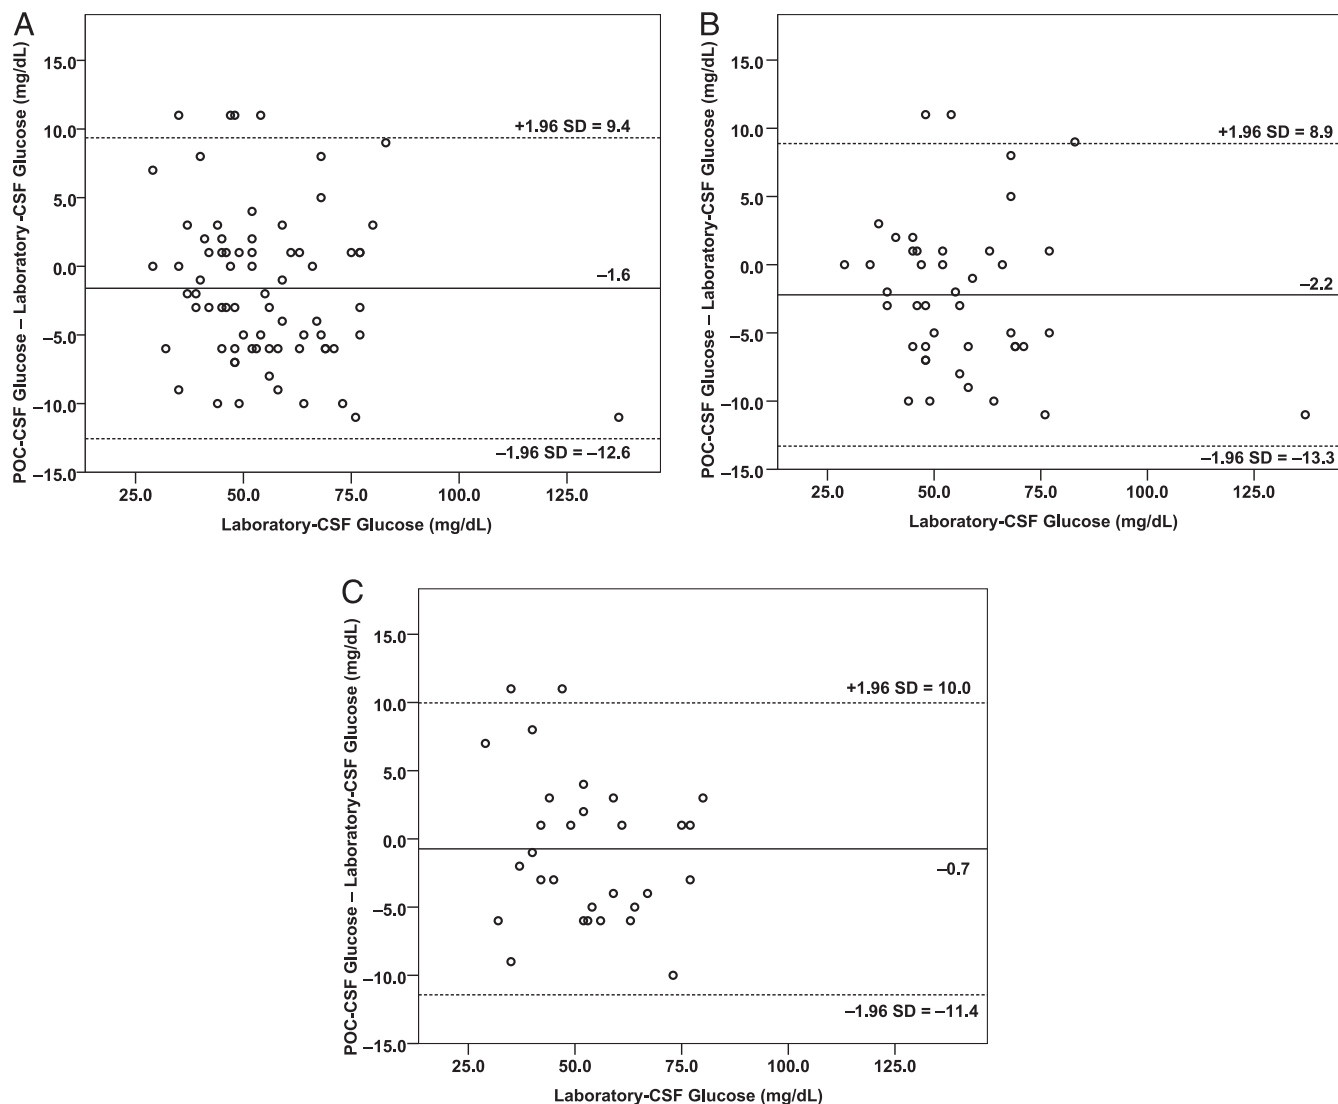 A
POC-CSF Glucose – Laboratory-CSF Glucose (mg/dL)
15.0
10.0
5.0
0.0
–5.0
–10.0
–15.0
+1.96 SD = 9.4
–1.6
–1.96 SD = –12.6
25.0 50.0 75.0 100.0 125.0
Laboratory-CSF Glucose (mg/dL)
B
POC-CSF Glucose – Laboratory-CSF Glucose (mg/dL)
15.0
10.0
5.0
0.0
–5.0
–10.0
–15.0
+1.96 SD = 8.9
–2.2
–1.96 SD = –13.3
25.0 50.0 75.0 100.0 125.0
Laboratory-CSF Glucose (mg/dL)
C
POC-CSF Glucose – Laboratory-CSF Glucose (mg/dL)
15.0
10.0
5.0
0.0
–5.0
–10.0
–15.0
+1.96 SD = 10.0
–0.7
–1.96 SD = –11.4
25.0 50.0 75.0 100.0 125.0
Laboratory-CSF Glucose (mg/dL)